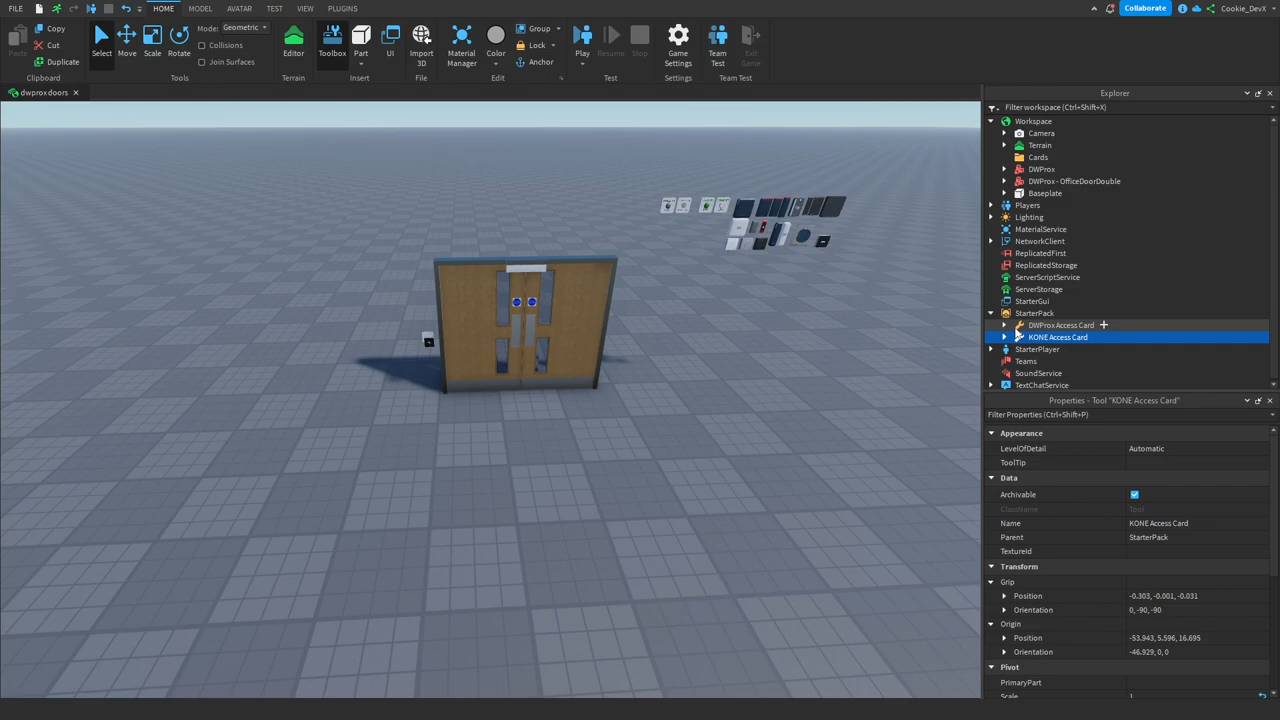 FILE HOME MODEL AVATAR TEST VIEW PLUGINS Collaborate Cookie_DevX
Paste Copy Cut Duplicate Select Move Scale Rotate Mode: Geometric Collisions Join Surfaces Editor Toolbox Part UI Import 3D Material Manager Color Group Lock Anchor Play Resume Stop Game Settings Team Test Exit Game
Clipboard Tools Terrain Insert File Edit Test Settings Team Test
dwprox doors Explorer
Filter workspace (Ctrl+Shift+X)
Workspace
Camera
Terrain
Cards
DWProx
DWProx - OfficeDoorDouble
Baseplate
Players
Lighting
MaterialService
NetworkClient
ReplicatedFirst
ReplicatedStorage
ServerScriptService
ServerStorage
StarterGui
StarterPack
DWProx Access Card
KONE Access Card
StarterPlayer
Teams
SoundService
TextChatService
Properties - Tool "KONE Access Card"
Filter Properties (Ctrl+Shift+P)
Appearance
LevelOfDetail Automatic
ToolTip
Data
Archivable
ClassName Tool
Name KONE Access Card
Parent StarterPack
TextureId
Transform
Grip
Position -0.303, -0.001, -0.031
Orientation 0, -90, -90
Origin
Position -53.943, 5.596, 16.695
Orientation -46.929, 0, 0
Pivot
PrimaryPart
Scale 1